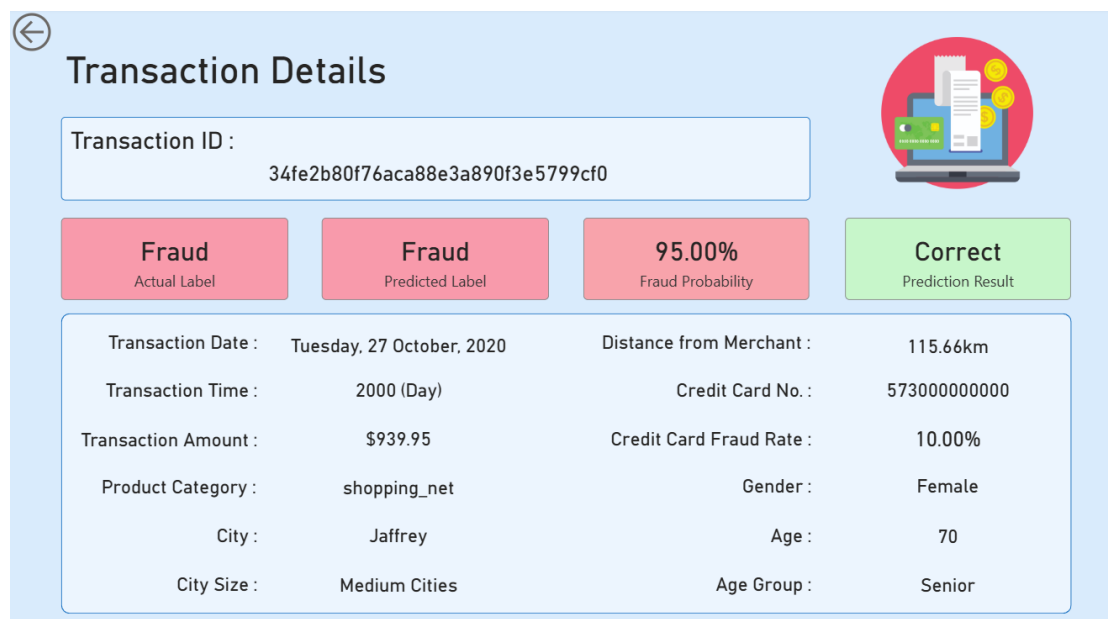 Transaction Details
Transaction ID :
34fe2b80f76aca88e3a890f3e5799cf0
Fraud
Actual Label
Fraud
Predicted Label
95.00%
Fraud Probability
Correct
Prediction Result
Transaction Date : Tuesday, 27 October, 2020
Transaction Time : 2000 (Day)
Transaction Amount : $939.95
Product Category : shopping_net
City : Jaffrey
City Size : Medium Cities
Distance from Merchant : 115.66km
Credit Card No. : 573000000000
Credit Card Fraud Rate : 10.00%
Gender : Female
Age : 70
Age Group : Senior